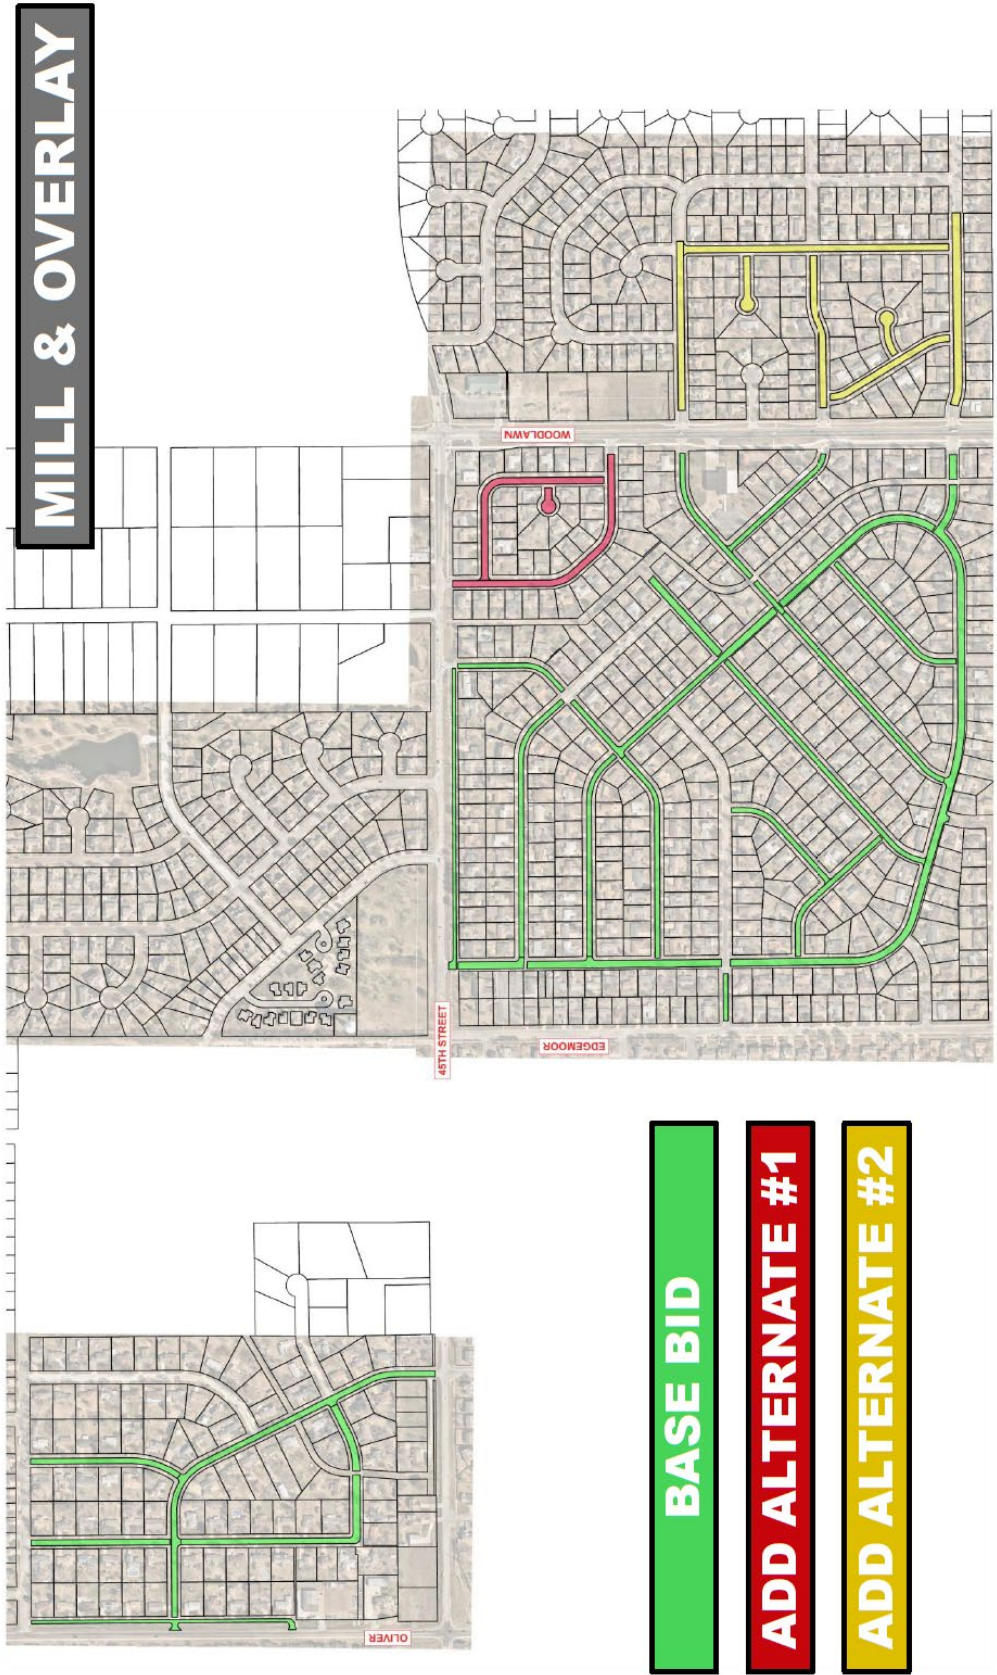 MILL & OVERLAY
WOODLAWN
45TH STREET
EDGEMOOR
OLIVER
BASE BID
ADD ALTERNATE #1
ADD ALTERNATE #2